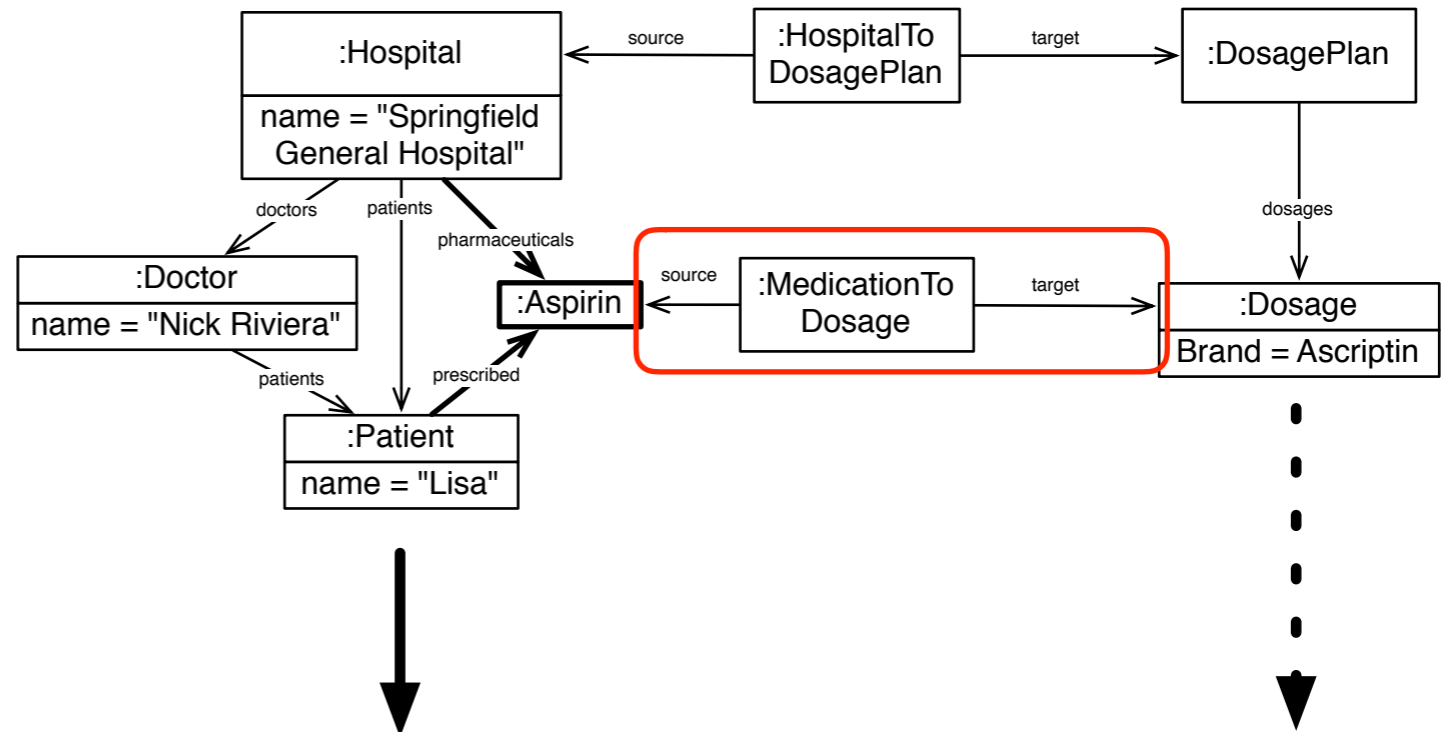 :Hospital
name = "Springfield
General Hospital"
source
:HospitalTo
DosagePlan
target
:DosagePlan
doctors
patients
pharmaceuticals
dosages
:Doctor
name = "Nick Riviera"
:Aspirin
source
:MedicationTo
Dosage
target
:Dosage
Brand = Ascriptin
patients
prescribed
:Patient
name = "Lisa"